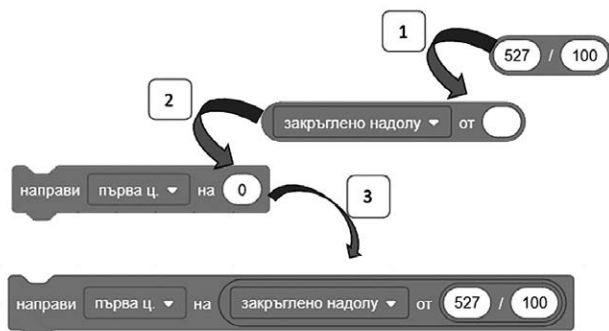 1
527 / 100
2
закръглено надолу от
направи първа ц. на 0
3
направи първа ц. на закръглено надолу от 527 / 100